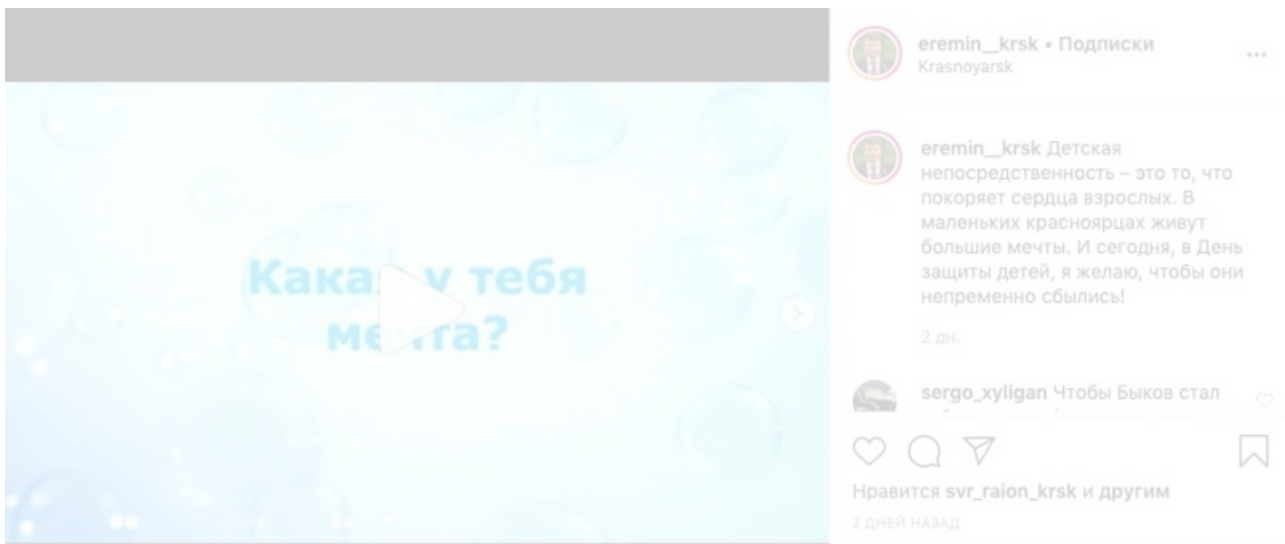 Какая у тебя
мечта?
eremin__krsk • Подписки
Krasnoyarsk
eremin__krsk Детская
непосредственность – это то, что
покоряет сердца взрослых. В
маленьких красноярцах живут
большие мечты. И сегодня, в День
защиты детей, я желаю, чтобы они
непременно сбылись!
2 дн.
sergo_xyligan Чтобы Быков стал
Нравится svr_raion_krsk и другим
2 ДНЕЙ НАЗАД